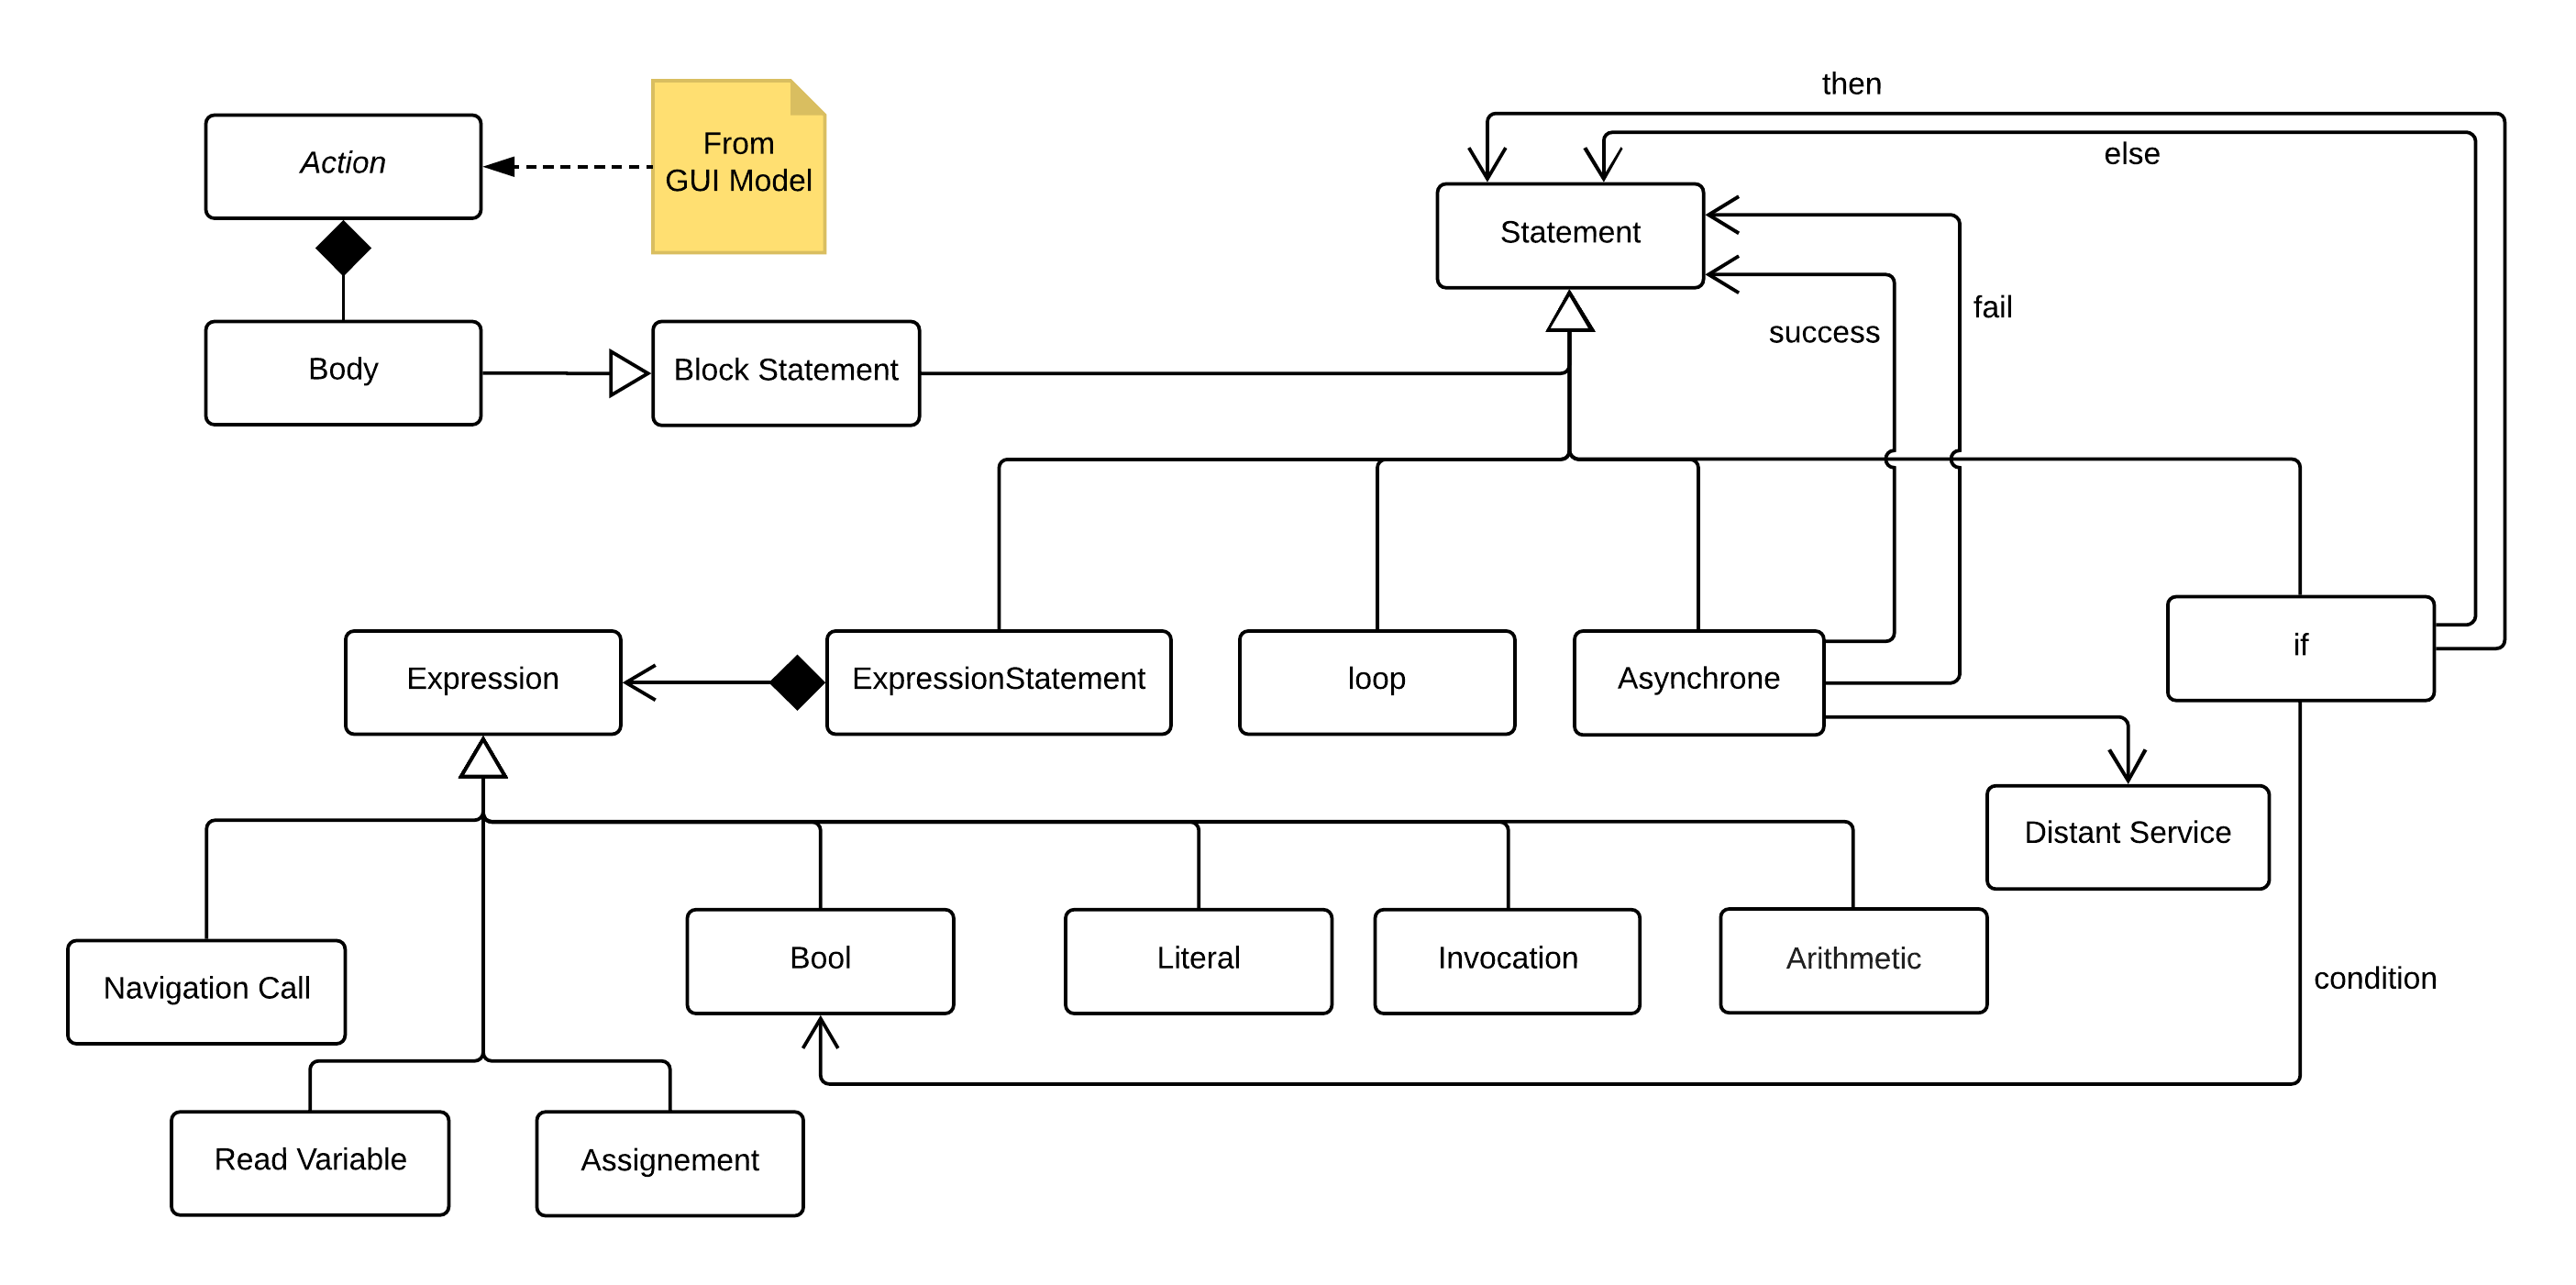 then
From
GUI Model
Action
else
Statement
fail
success
Body
Block Statement
if
Expression
ExpressionStatement
loop
Asynchrone
Distant Service
Bool
Literal
Invocation
Arithmetic
condition
Navigation Call
Read Variable
Assignement